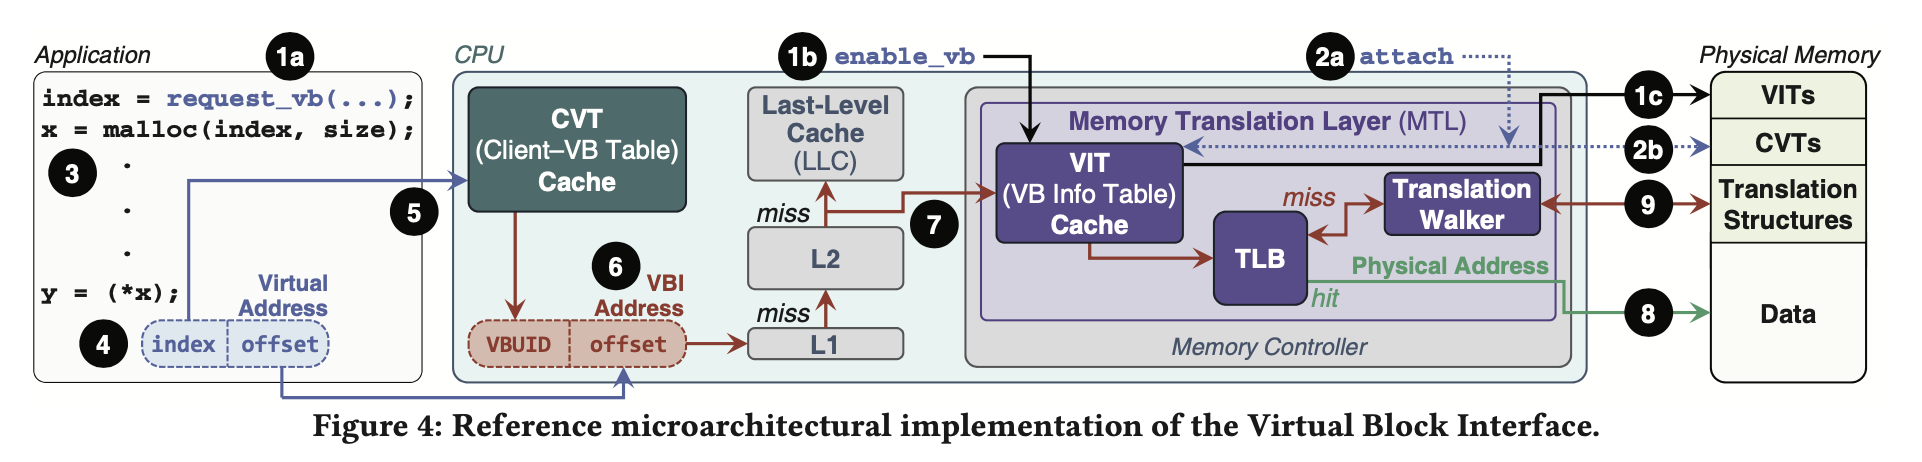 Application
1a
index = request_vb(...);
x = malloc(index, size);
.
3
.
.
y = (*x);
Virtual
Address
4
index
offset
5
CPU
CVT
(Client–VB Table)
Cache
6
VBI
Address
VBUID
offset
Last-Level
Cache
(LLC)
miss
L2
miss
L1
7
1b
enable_vb
2a
attach
Memory Translation Layer (MTL)
VIT
(VB Info Table)
Cache
miss
Translation
Walker
TLB
Physical Address
hit
Memory Controller
1c
2b
9
8
Physical Memory
VITs
CVTs
Translation
Structures
Data
Figure 4: Reference microarchitectural implementation of the Virtual Block Interface.